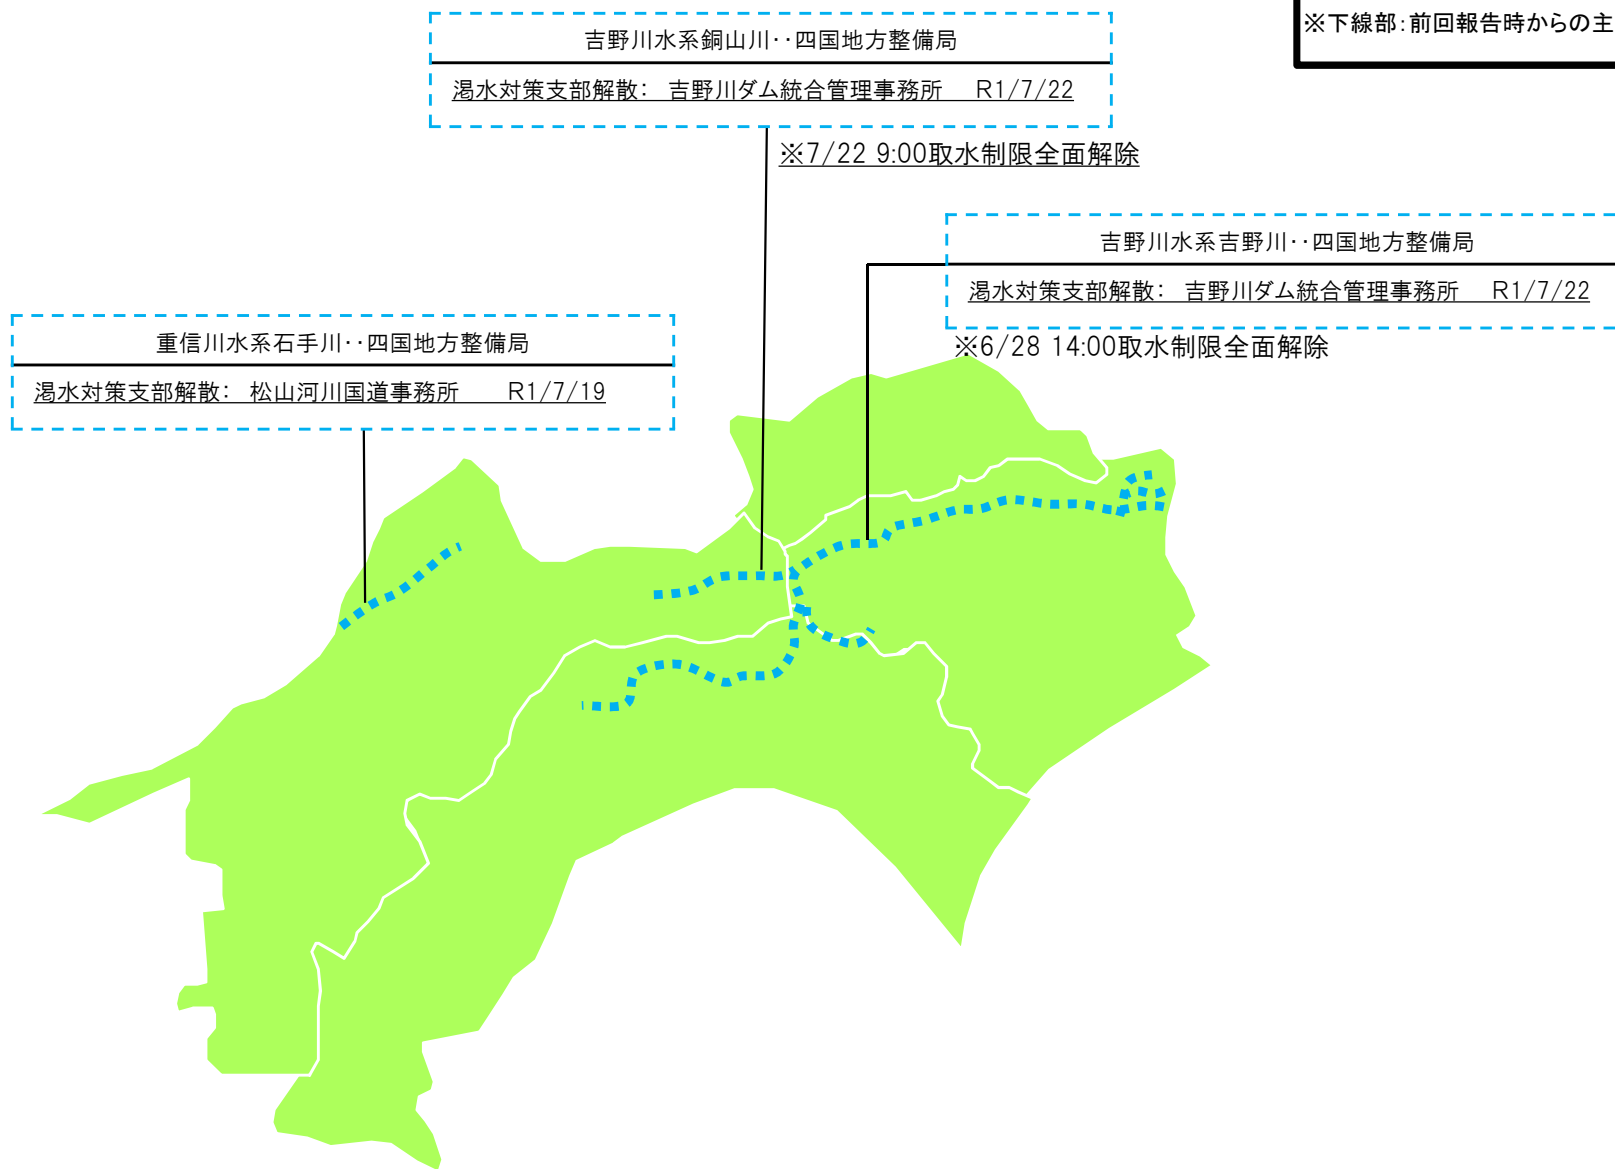 ※下線部：前回報告時からの主
吉野川水系銅山川‥四国地方整備局
渇水対策支部解散： 吉野川ダム統合管理事務所 R1/7/22
※7/22 9:00取水制限全面解除
吉野川水系吉野川‥四国地方整備局
渇水対策支部解散： 吉野川ダム統合管理事務所 R1/7/22
※6/28 14:00取水制限全面解除
重信川水系石手川‥四国地方整備局
渇水対策支部解散： 松山河川国道事務所 R1/7/19